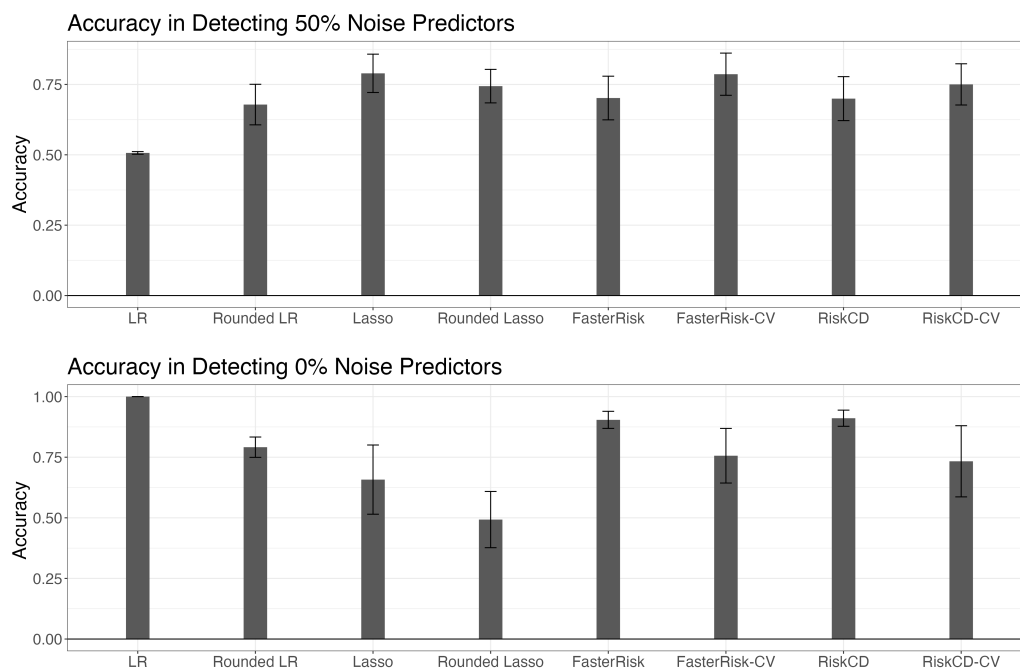 Accuracy in Detecting 50% Noise Predictors
Accuracy
0.75
0.50
0.25
0.00
LR Rounded LR Lasso Rounded Lasso FasterRisk FasterRisk-CV RiskCD RiskCD-CV
Accuracy in Detecting 0% Noise Predictors
Accuracy
1.00
0.75
0.50
0.25
0.00
LR Rounded LR Lasso Rounded Lasso FasterRisk FasterRisk-CV RiskCD RiskCD-CV